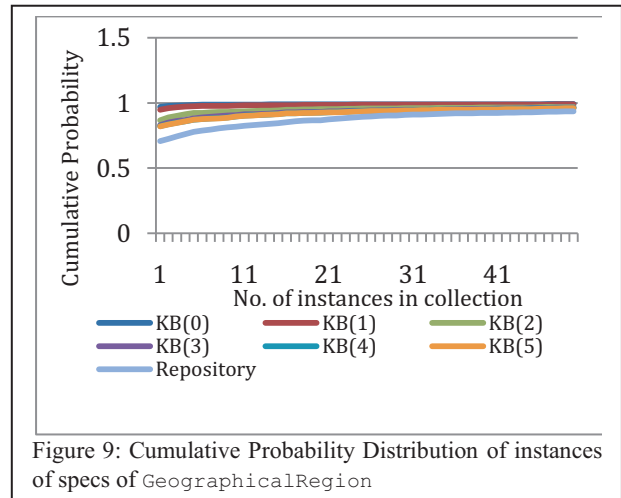 1.5
1
0.5
0
Cumulative Probability
1 11 21 31 41
No. of instances in collection
KB(0) KB(1) KB(2)
KB(3) KB(4) KB(5)
Repository
Figure 9: Cumulative Probability Distribution of instances
of specs of GeographicalRegion